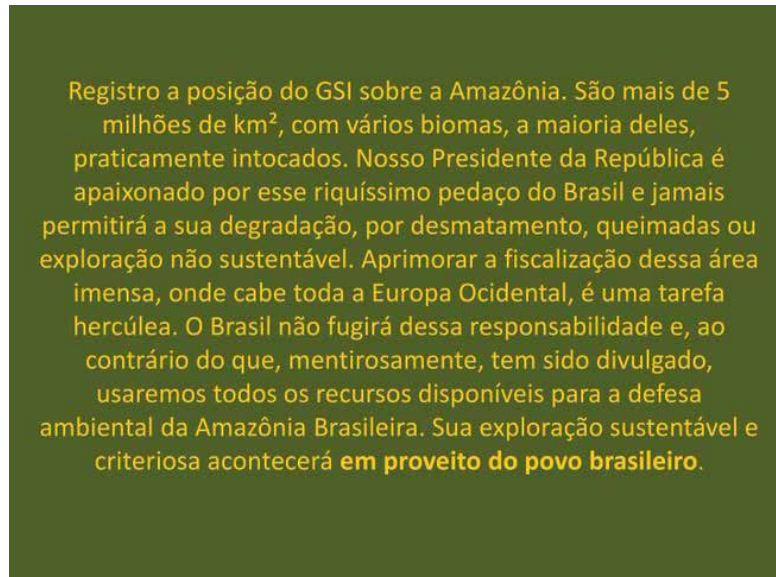 Registro a posição do GSI sobre a Amazônia. São mais de 5
milhões de km², com vários biomas, a maioria deles,
praticamente intocados. Nosso Presidente da República é
apaixonado por esse riquíssimo pedaço do Brasil e jamais
permitirá a sua degradação, por desmatamento, queimadas ou
exploração não sustentável. Aprimorar a fiscalização dessa área
imensa, onde cabe toda a Europa Ocidental, é uma tarefa
hercúlea. O Brasil não fugirá dessa responsabilidade e, ao
contrário do que, mentirosamente, tem sido divulgado,
usaremos todos os recursos disponíveis para a defesa
ambiental da Amazônia Brasileira. Sua exploração sustentável e
criteriosa acontecerá em proveito do povo brasileiro.